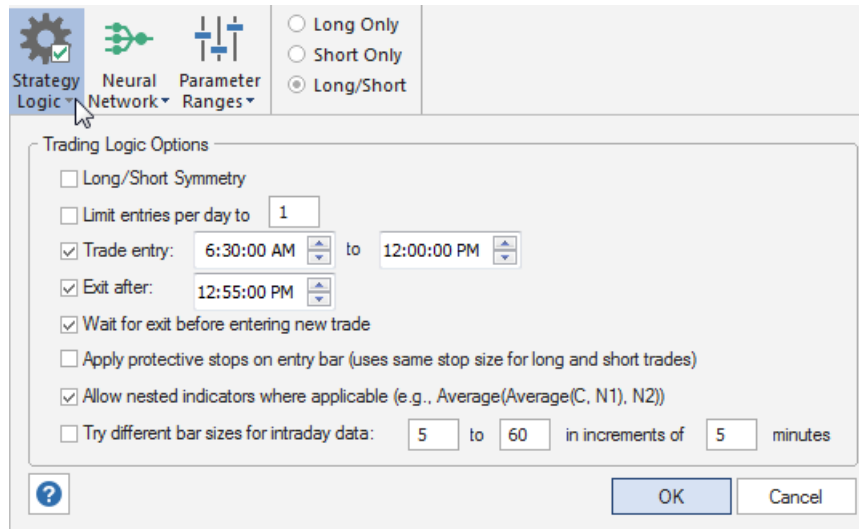 Strategy Logic
Neural Network
Parameter Ranges
Long Only
Short Only
Long/Short
Trading Logic Options
Long/Short Symmetry
Limit entries per day to 1
Trade entry: 6:30:00 AM to 12:00:00 PM
Exit after: 12:55:00 PM
Wait for exit before entering new trade
Apply protective stops on entry bar (uses same stop size for long and short trades)
Allow nested indicators where applicable (e.g., Average(Average(C, N1), N2))
Try different bar sizes for intraday data: 5 to 60 in increments of 5 minutes
?
OK
Cancel